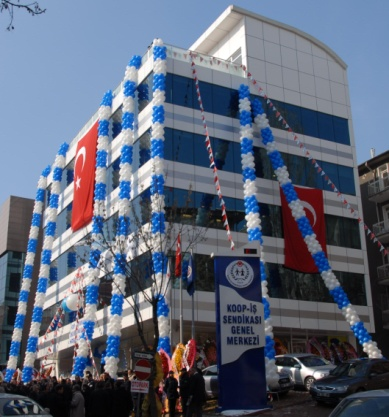 KOOP-İŞ
SENDİKASI
GENEL
MERKEZİ